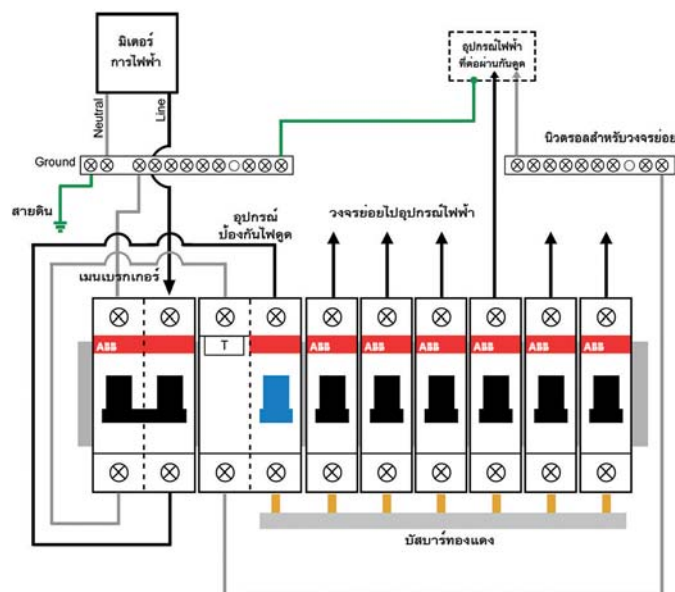 มิเตอร์
การไฟฟ้า
อุปกรณ์ไฟฟ้า
ที่ต่อผ่านกันดูด
Neutral
Line
นิวตรอลสำหรับวงจรย่อย
Ground
สายดิน
อุปกรณ์
ป้องกันไฟดูด
วงจรย่อยไปอุปกรณ์ไฟฟ้า
เมนเบรกเกอร์
ABB T ABB ABB ABB ABB ABB ABB
บัสบาร์ทองแดง